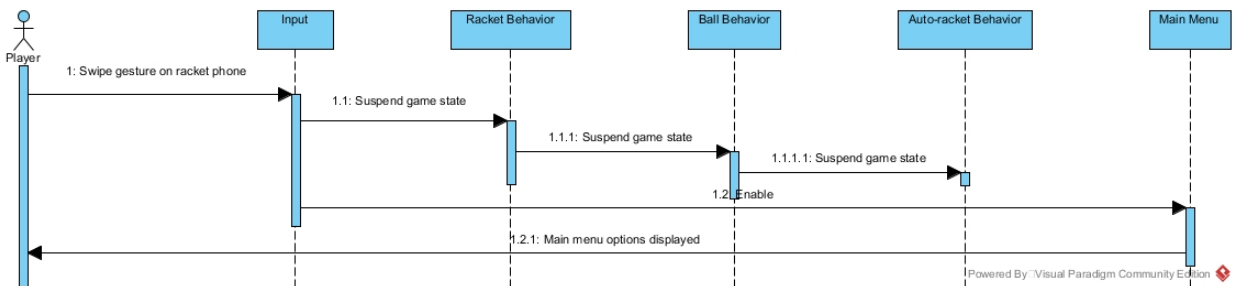 Input
Racket Behavior
Ball Behavior
Auto-racket Behavior
Main Menu
Player
1: Swipe gesture on racket phone
1.1: Suspend game state
1.1.1: Suspend game state
1.1.1.1: Suspend game state
1.2: Enable
1.2.1: Main menu options displayed
Powered By Visual Paradigm Community Edition